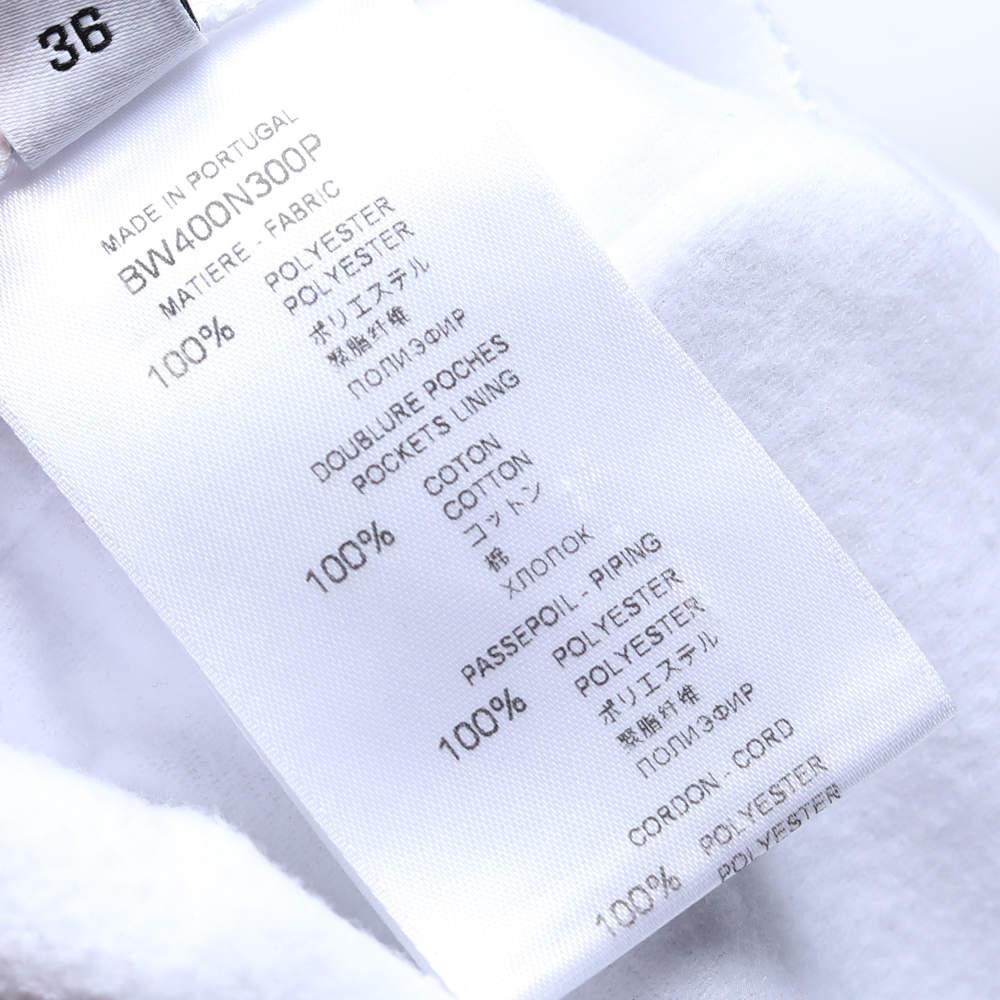 36
MADE IN PORTUGAL
BW400N300P
MATIERE - FABRIC
100% POLYESTER
POLYESTER
ポリエステル
聚脂纤维
ПОЛИЭФИР
DOUBLURE POCHES
POCKETS LINING
100% COTON
COTTON
コットン
棉
ХЛОПОК
PASSEPOIL - PIPING
100% POLYESTER
POLYESTER
ポリエステル
聚脂纤维
ПОЛИЭФИР
CORDON - CORD
100% POLYESTER
POLYESTER